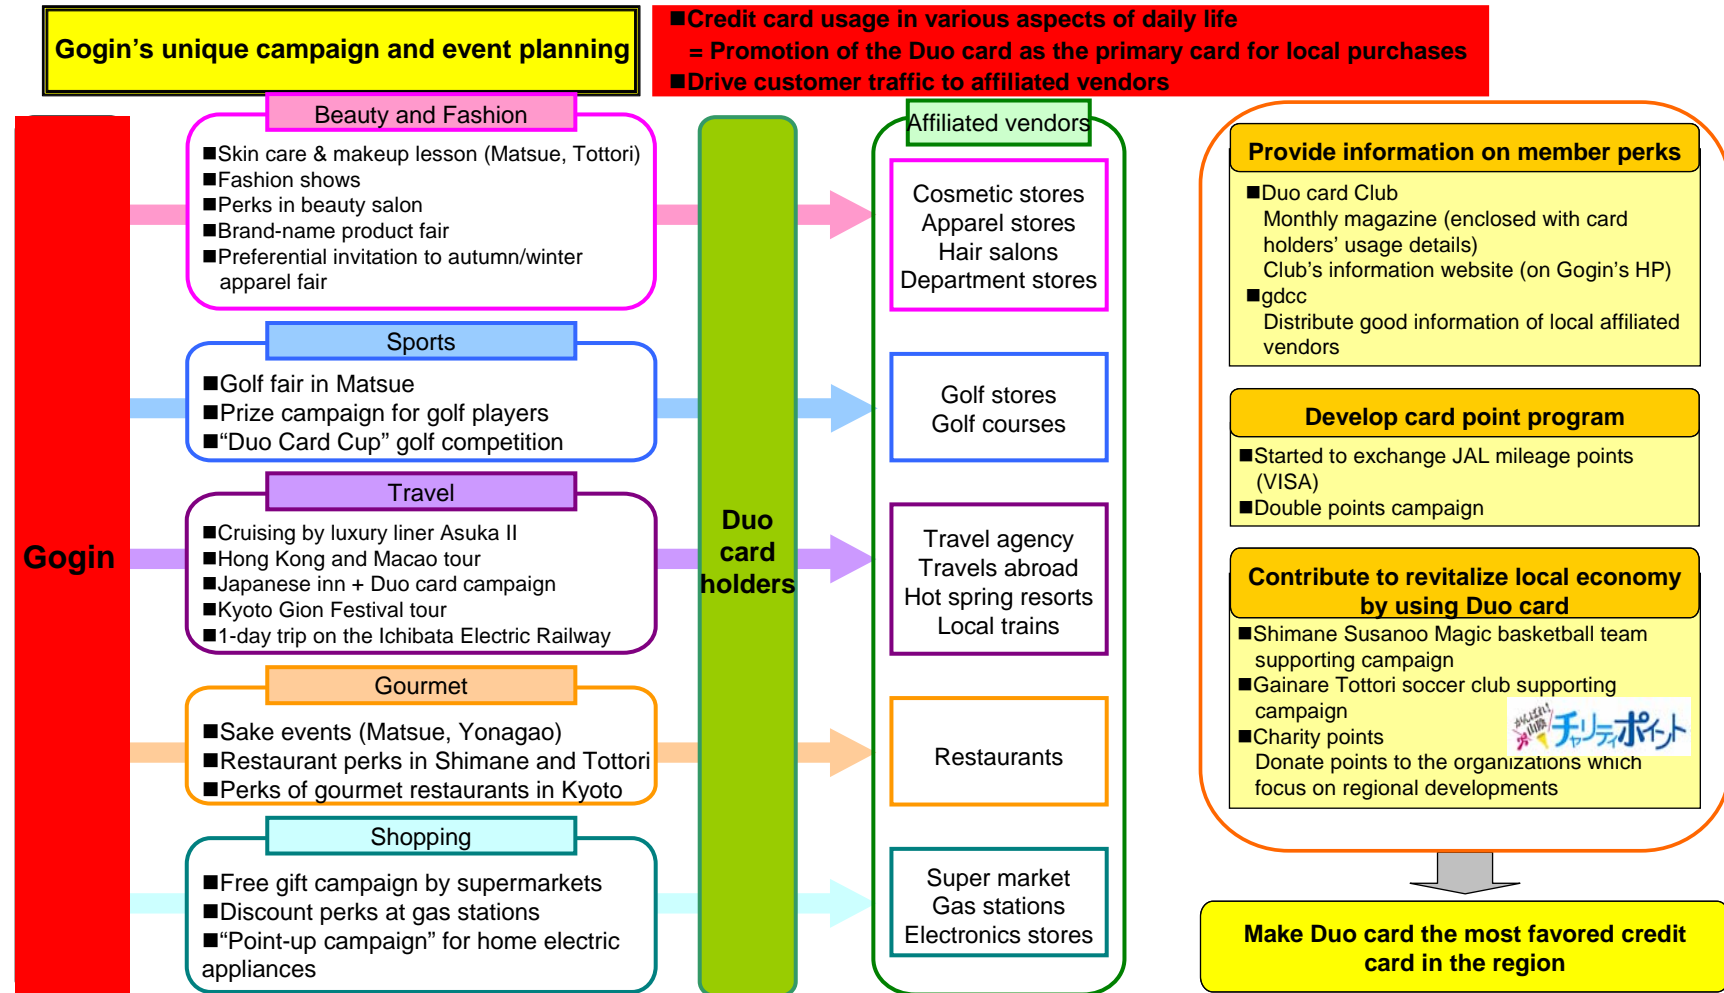 Gogin’s unique campaign and event planning
■Credit card usage in various aspects of daily life
= Promotion of the Duo card as the primary card for local purchases
■Drive customer traffic to affiliated vendors
Gogin
Beauty and Fashion
■Skin care & makeup lesson (Matsue, Tottori)
■Fashion shows
■Perks in beauty salon
■Brand-name product fair
■Preferential invitation to autumn/winter
apparel fair
Sports
■Golf fair in Matsue
■Prize campaign for golf players
■“Duo Card Cup” golf competition
Travel
■Cruising by luxury liner Asuka II
■Hong Kong and Macao tour
■Japanese inn + Duo card campaign
■Kyoto Gion Festival tour
■1-day trip on the Ichibata Electric Railway
Gourmet
■Sake events (Matsue, Yonagao)
■Restaurant perks in Shimane and Tottori
■Perks of gourmet restaurants in Kyoto
Shopping
■Free gift campaign by supermarkets
■Discount perks at gas stations
■“Point-up campaign” for home electric
appliances
Duo
card
holders
Affiliated vendors
Cosmetic stores
Apparel stores
Hair salons
Department stores
Golf stores
Golf courses
Travel agency
Travels abroad
Hot spring resorts
Local trains
Restaurants
Super market
Gas stations
Electronics stores
Provide information on member perks
■Duo card Club
Monthly magazine (enclosed with card
holders’ usage details)
Club’s information website (on Gogin’s HP)
■gdcc
Distribute good information of local affiliated
vendors
Develop card point program
■Started to exchange JAL mileage points
(VISA)
■Double points campaign
Contribute to revitalize local economy
by using Duo card
■Shimane Susanoo Magic basketball team
supporting campaign
■Gainare Tottori soccer club supporting
campaign
がんばれ!
山陰
チャリティポイント
■Charity points
Donate points to the organizations which
focus on regional developments
Make Duo card the most favored credit
card in the region